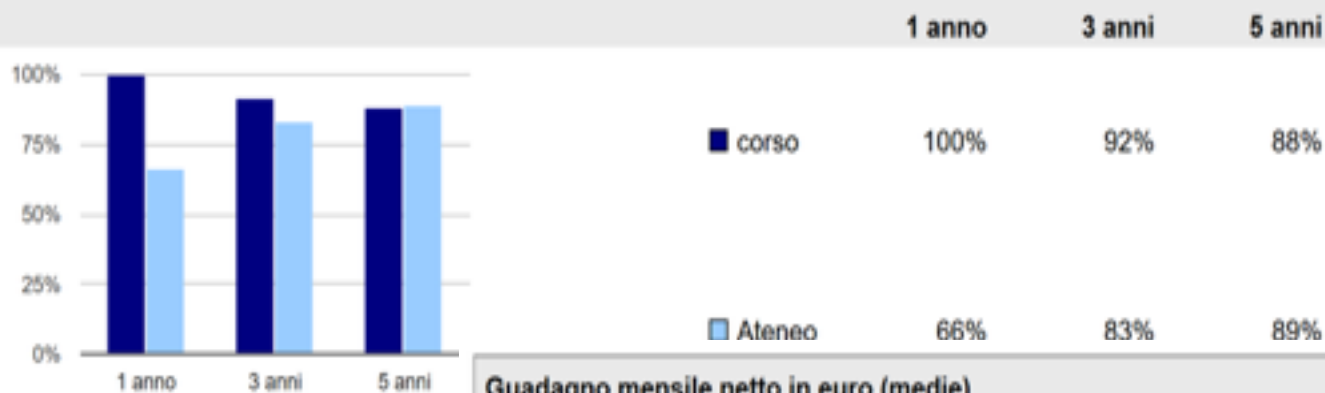 1 anno 3 anni 5 anni
100%
75%
50%
25%
0%
1 anno 3 anni 5 anni
corso 100% 92% 88%
Ateneo 66% 83% 89%
Guadagno mensile netto in euro (medie)